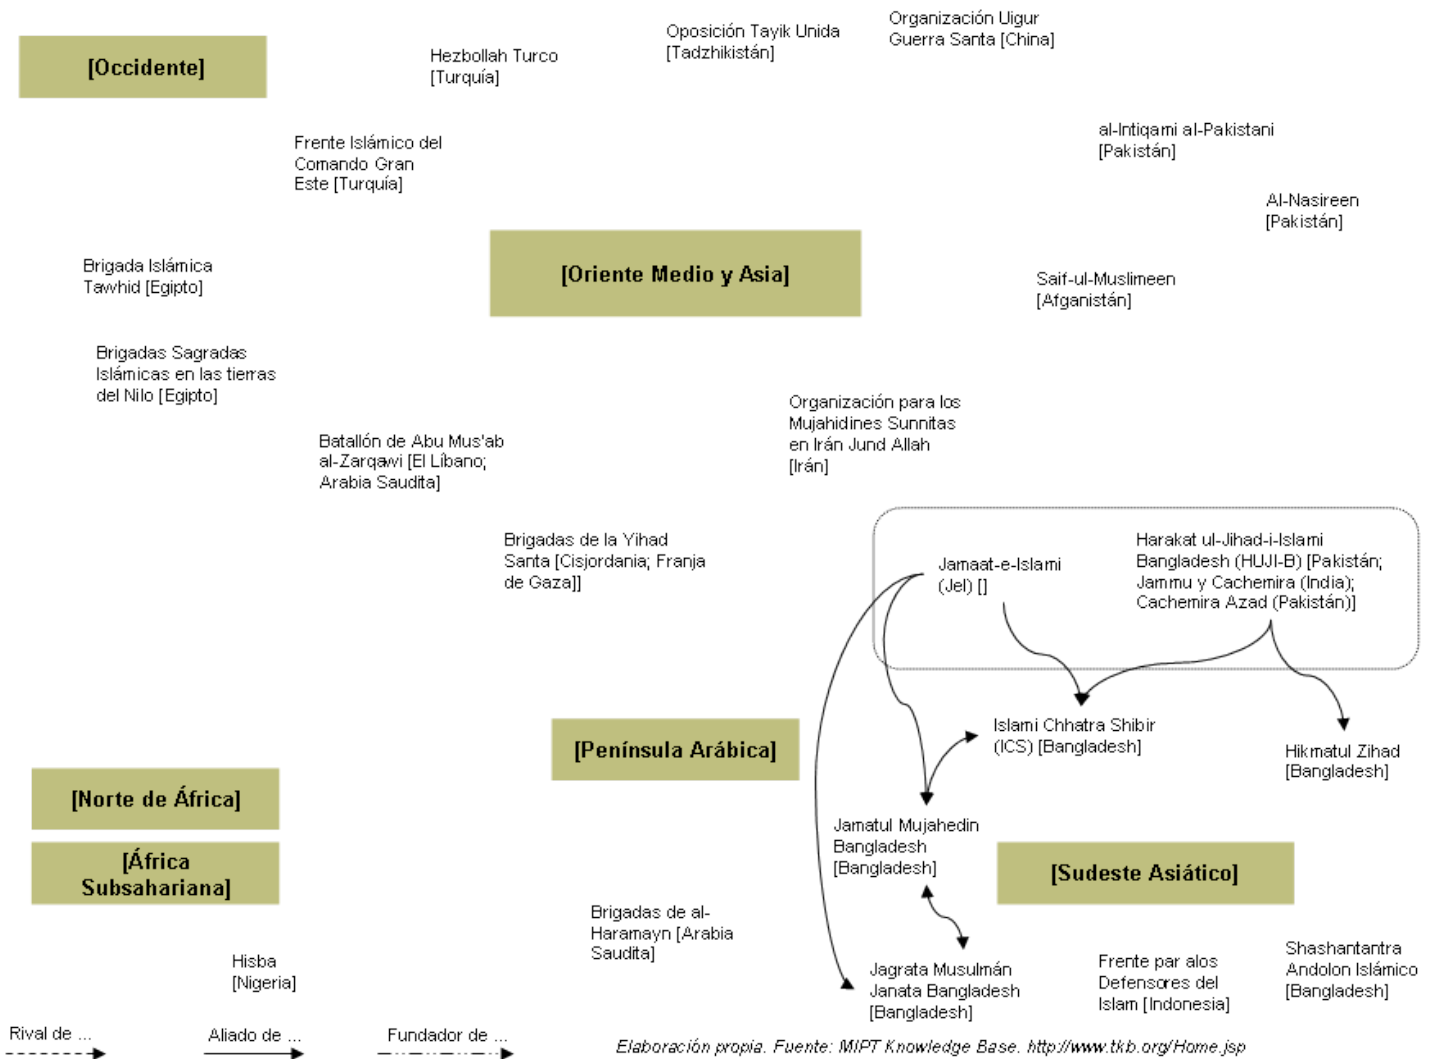 Organización Uigur
Guerra Santa [China]
Oposición Tayik Unida
[Tadzhikistán]
Hezbollah Turco
[Turquía]
[Occidente]
Frente Islámico del
Comando Gran
Este [Turquía]
al-Intiqami al-Pakistani
[Pakistán]
Al-Nasireen
[Pakistán]
Brigada Islámica
Tawhid [Egipto]
[Oriente Medio y Asia]
Saif-ul-Muslimeen
[Afganistán]
Brigadas Sagradas
Islámicas en las tierras
del Nilo [Egipto]
Organización para los
Mujahidines Sunnitas
en Irán Jund Allah
[Irán]
Batallón de Abu Mus'ab
al-Zarqawi [El Líbano;
Arabia Saudita]
Brigadas de la Yihad
Santa [Cisjordania; Franja
de Gaza]]
Jamaat-e-Islami
(JeI) []
Harakat ul-Jihad-i-Islami
Bangladesh (HUJI-B) [Pakistán;
Jammu y Cachemira (India);
Cachemira Azad (Pakistán)]
Islami Chhatra Shibir
(ICS) [Bangladesh]
Hikmatul Zihad
[Bangladesh]
[Península Arábica]
[Norte de África]
[África
Subsahariana]
Jamatul Mujahedin
Bangladesh
[Bangladesh]
[Sudeste Asiático]
Brigadas de al-
Haramayn [Arabia
Saudita]
Hisba
[Nigeria]
Jagrata Musulmán
Janata Bangladesh
[Bangladesh]
Frente par alos
Defensores del
Islam [Indonesia]
Shashantantra
Andolon Islámico
[Bangladesh]
Rival de ...
Aliado de ...
Fundador de ...
Elaboración propia. Fuente: MIPT Knowledge Base. http://www.tkb.org/Home.jsp